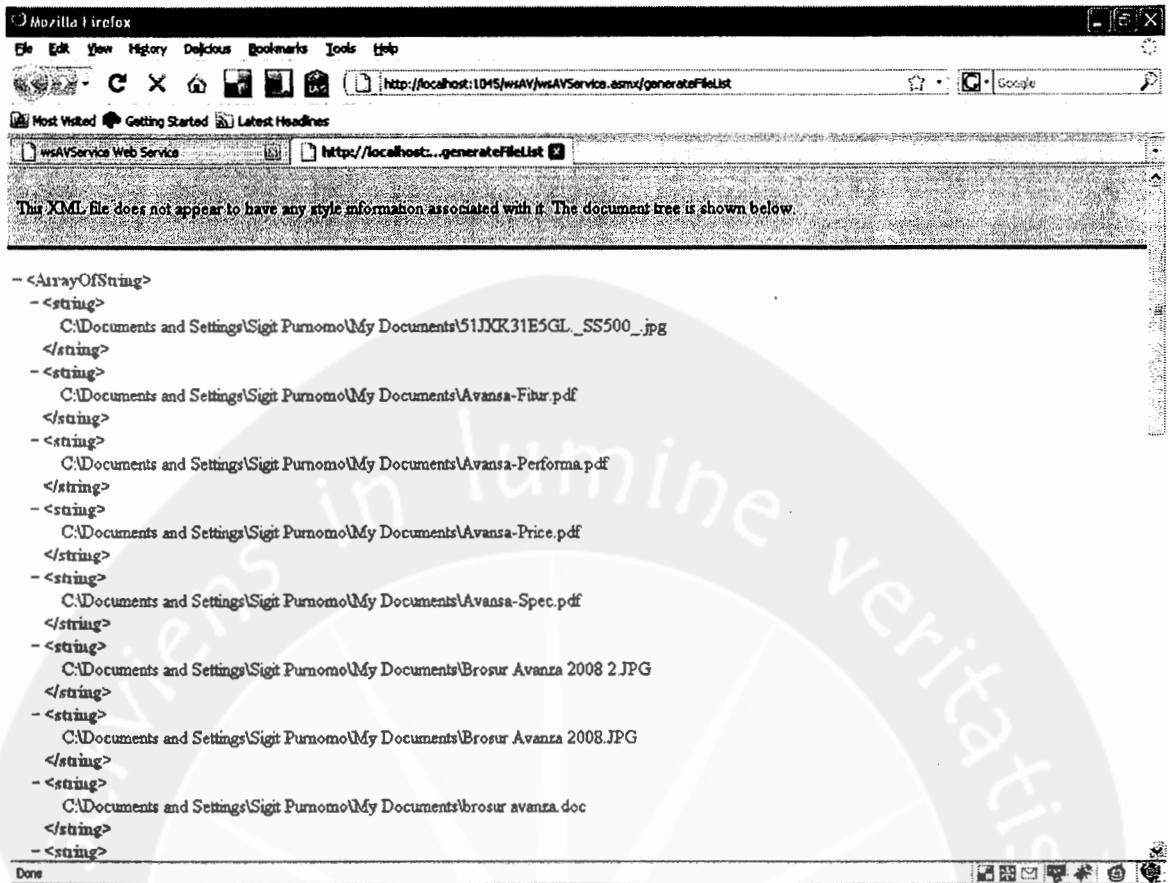 Mozilla Firefox
File Edit View History Delicious Bookmarks Tools Help
http://localhost:1045/wsAV/wsAVService.asmx/generateFileList
G Google
Most Visited Getting Started Latest Headlines
wsAVService Web Service http://localhost:...generateFileList
This XML file does not appear to have any style information associated with it. The document tree is shown below.
- <ArrayOfString>
- <string>
C:\Documents and Settings\Sigit Purnomo\My Documents\51JXK31E5GL._SS500_.jpg
</string>
- <string>
C:\Documents and Settings\Sigit Purnomo\My Documents\Avansa-Fitur.pdf
</string>
- <string>
C:\Documents and Settings\Sigit Purnomo\My Documents\Avansa-Performa.pdf
</string>
- <string>
C:\Documents and Settings\Sigit Purnomo\My Documents\Avansa-Price.pdf
</string>
- <string>
C:\Documents and Settings\Sigit Purnomo\My Documents\Avansa-Spec.pdf
</string>
- <string>
C:\Documents and Settings\Sigit Purnomo\My Documents\Brosur Avanza 2008 2.JPG
</string>
- <string>
C:\Documents and Settings\Sigit Purnomo\My Documents\Brosur Avanza 2008.JPG
</string>
- <string>
C:\Documents and Settings\Sigit Purnomo\My Documents\brosur avanza.doc
</string>
- <string>
Done
serviens in lumine veritatis